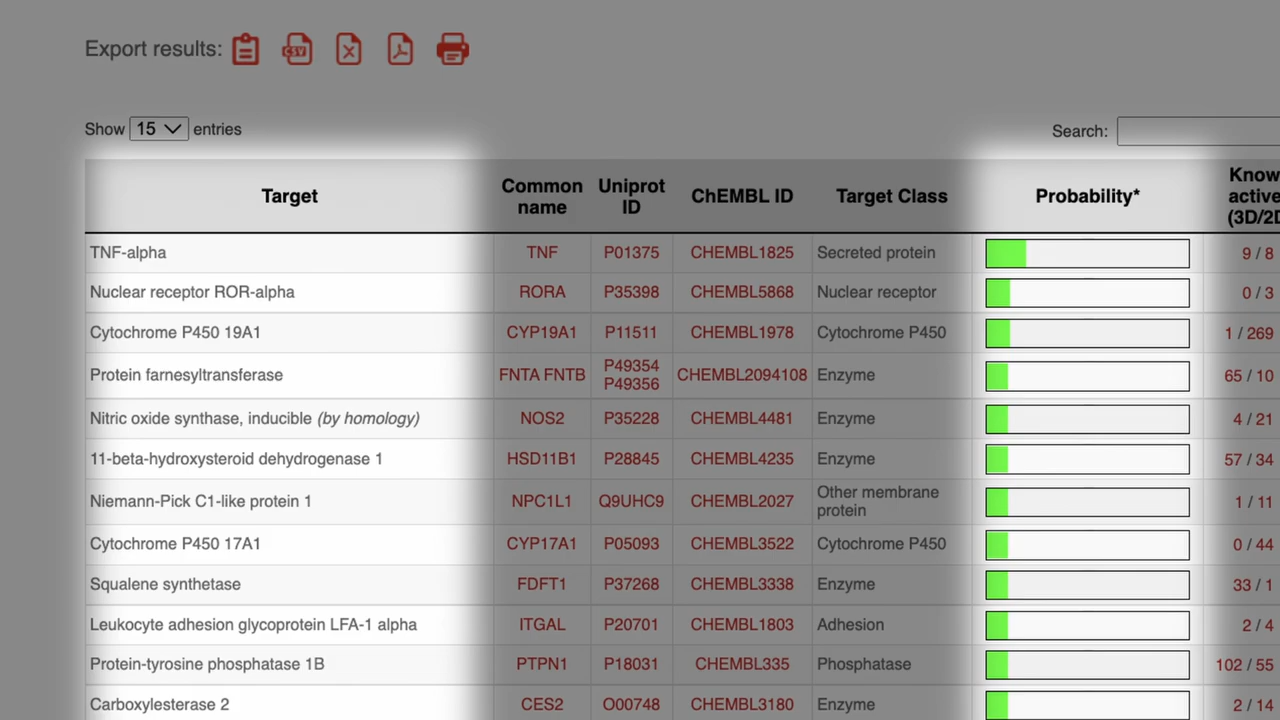 Export results:
CSV
Show 15 entries
Search:
Target Common name Uniprot ID ChEMBL ID Target Class Probability* Know active (3D/2D
TNF-alpha TNF P01375 CHEMBL1825 Secreted protein 9 / 8
Nuclear receptor ROR-alpha RORA P35398 CHEMBL5868 Nuclear receptor 0 / 3
Cytochrome P450 19A1 CYP19A1 P11511 CHEMBL1978 Cytochrome P450 1 / 269
Protein farnesyltransferase FNTA FNTB P49354 P49356 CHEMBL2094108 Enzyme 65 / 10
Nitric oxide synthase, inducible (by homology) NOS2 P35228 CHEMBL4481 Enzyme 4 / 21
11-beta-hydroxysteroid dehydrogenase 1 HSD11B1 P28845 CHEMBL4235 Enzyme 57 / 34
Niemann-Pick C1-like protein 1 NPC1L1 Q9UHC9 CHEMBL2027 Other membrane protein 1 / 11
Cytochrome P450 17A1 CYP17A1 P05093 CHEMBL3522 Cytochrome P450 0 / 44
Squalene synthetase FDFT1 P37268 CHEMBL3338 Enzyme 33 / 1
Leukocyte adhesion glycoprotein LFA-1 alpha ITGAL P20701 CHEMBL1803 Adhesion 2 / 4
Protein-tyrosine phosphatase 1B PTPN1 P18031 CHEMBL335 Phosphatase 102 / 55
Carboxylesterase 2 CES2 O00748 CHEMBL3180 Enzyme 2 / 14